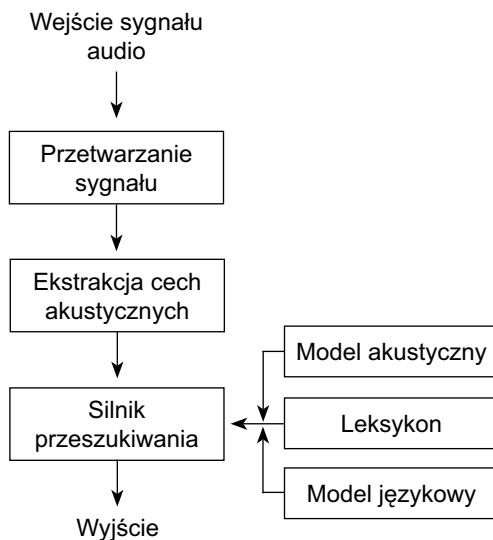 Wejście sygnału
audio
Przetwarzanie
sygnału
Ekstrakcja cech
akustycznych
Model akustyczny
Silnik
przeszukiwania
Leksykon
Model językowy
Wyjście